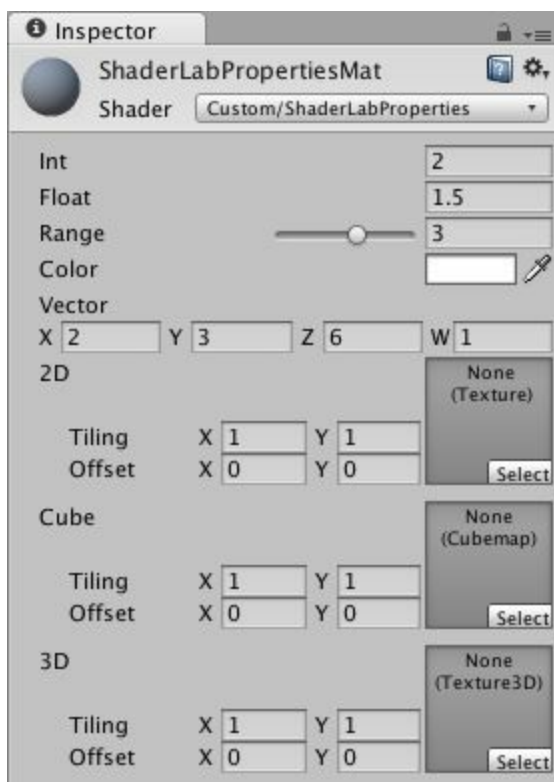 Inspector
ShaderLabPropertiesMat
Shader Custom/ShaderLabProperties
Int 2
Float 1.5
Range 3
Color
Vector
X 2 Y 3 Z 6 W 1
2D None
(Texture)
Tiling X 1 Y 1
Offset X 0 Y 0 Select
Cube None
(Cubemap)
Tiling X 1 Y 1
Offset X 0 Y 0 Select
3D None
(Texture3D)
Tiling X 1 Y 1
Offset X 0 Y 0 Select